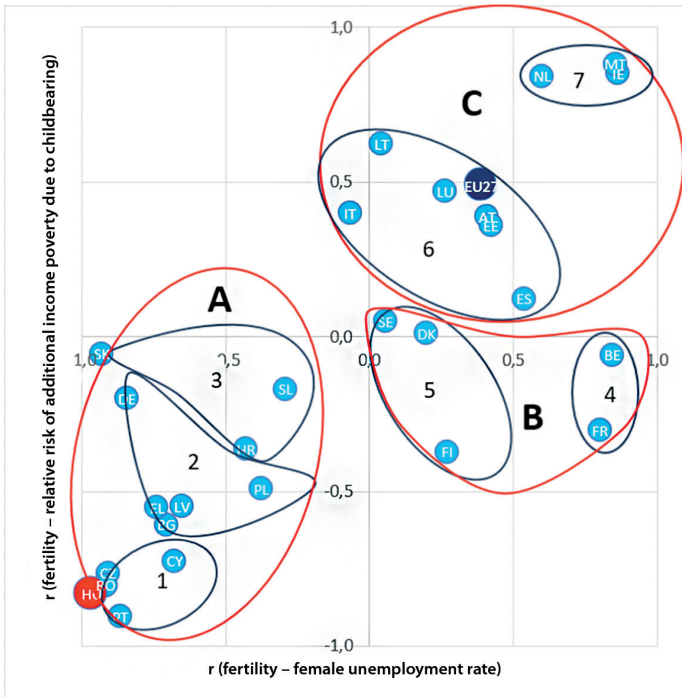 r (fertility – relative risk of additional income poverty due to childbearing)
1,0
MT
NL
7
IE
C
LT
0,5
EU27
LU
IT
AT
EE
6
A
ES
SE
DK
0,0
SK
BE
1,0
0,0
0,5
1,0
3
SL
DE
5
4
B
FR
HR
FI
2
PL
-0,5
EL
LV
BG
CY
CZ
1
RO
HU
PT
-1,0
r (fertility – female unemployment rate)